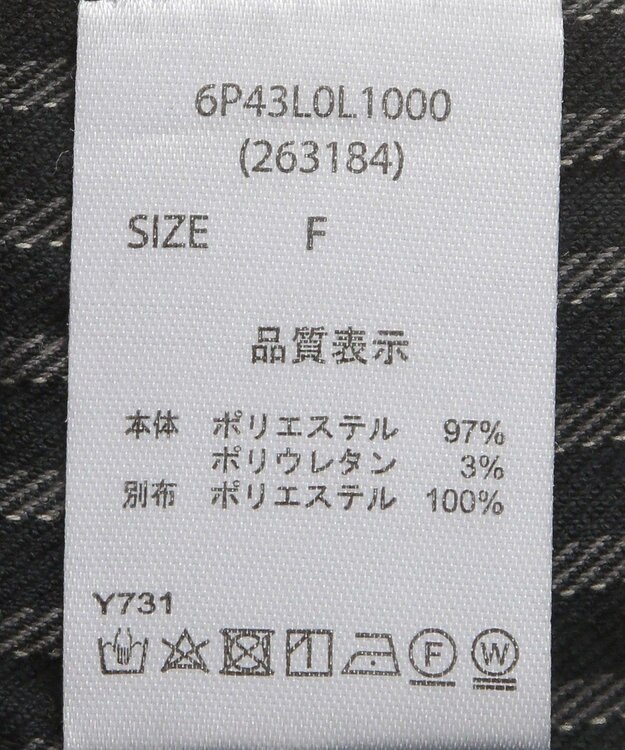 6P43L0L1000
(263184)
SIZE F
品質表示
本体 ポリエステル 97%
ポリウレタン 3%
別布 ポリエステル 100%
Y731
F W